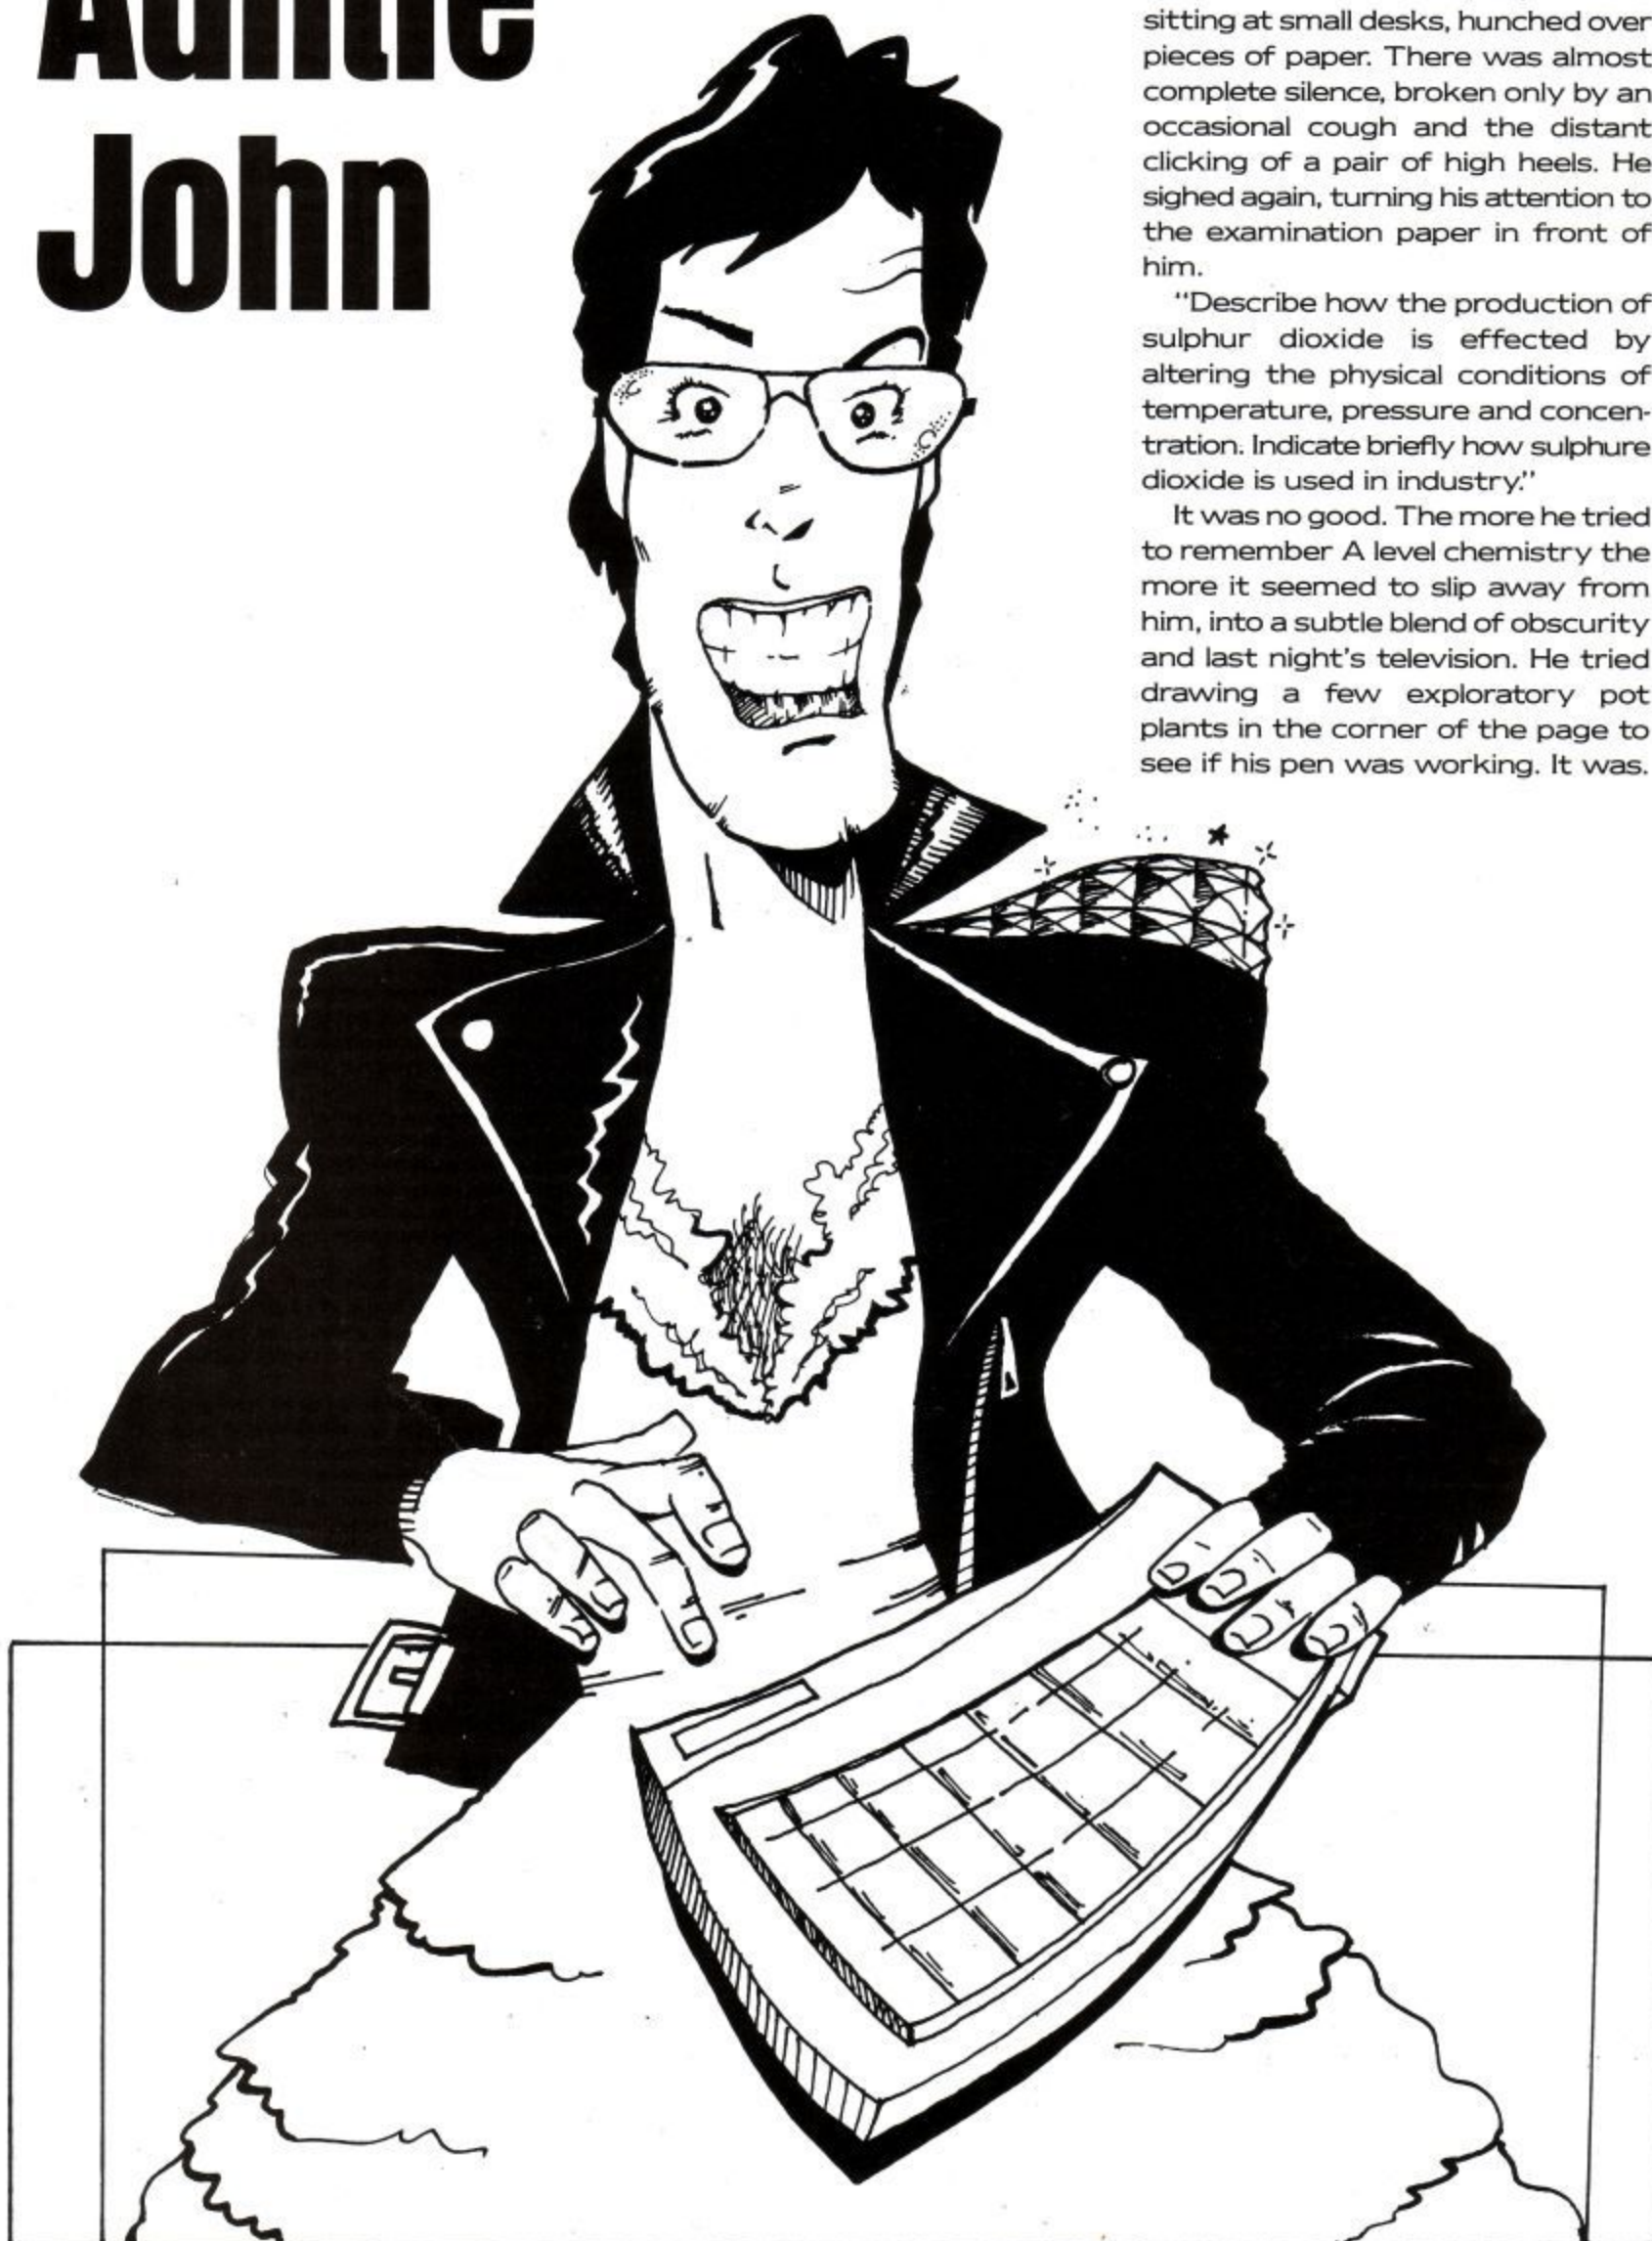 Auntie
John
sitting at small desks, hunched over
pieces of paper. There was almost
complete silence, broken only by an
occasional cough and the distant
clicking of a pair of high heels. He
sighed again, turning his attention to
the examination paper in front of
him.
"Describe how the production of
sulphur dioxide is effected by
altering the physical conditions of
temperature, pressure and concen-
tration. Indicate briefly how sulphure
dioxide is used in industry."
It was no good. The more he tried
to remember A level chemistry the
more it seemed to slip away from
him, into a subtle blend of obscurity
and last night's television. He tried
drawing a few exploratory pot
plants in the corner of the page to
see if his pen was working. It was.